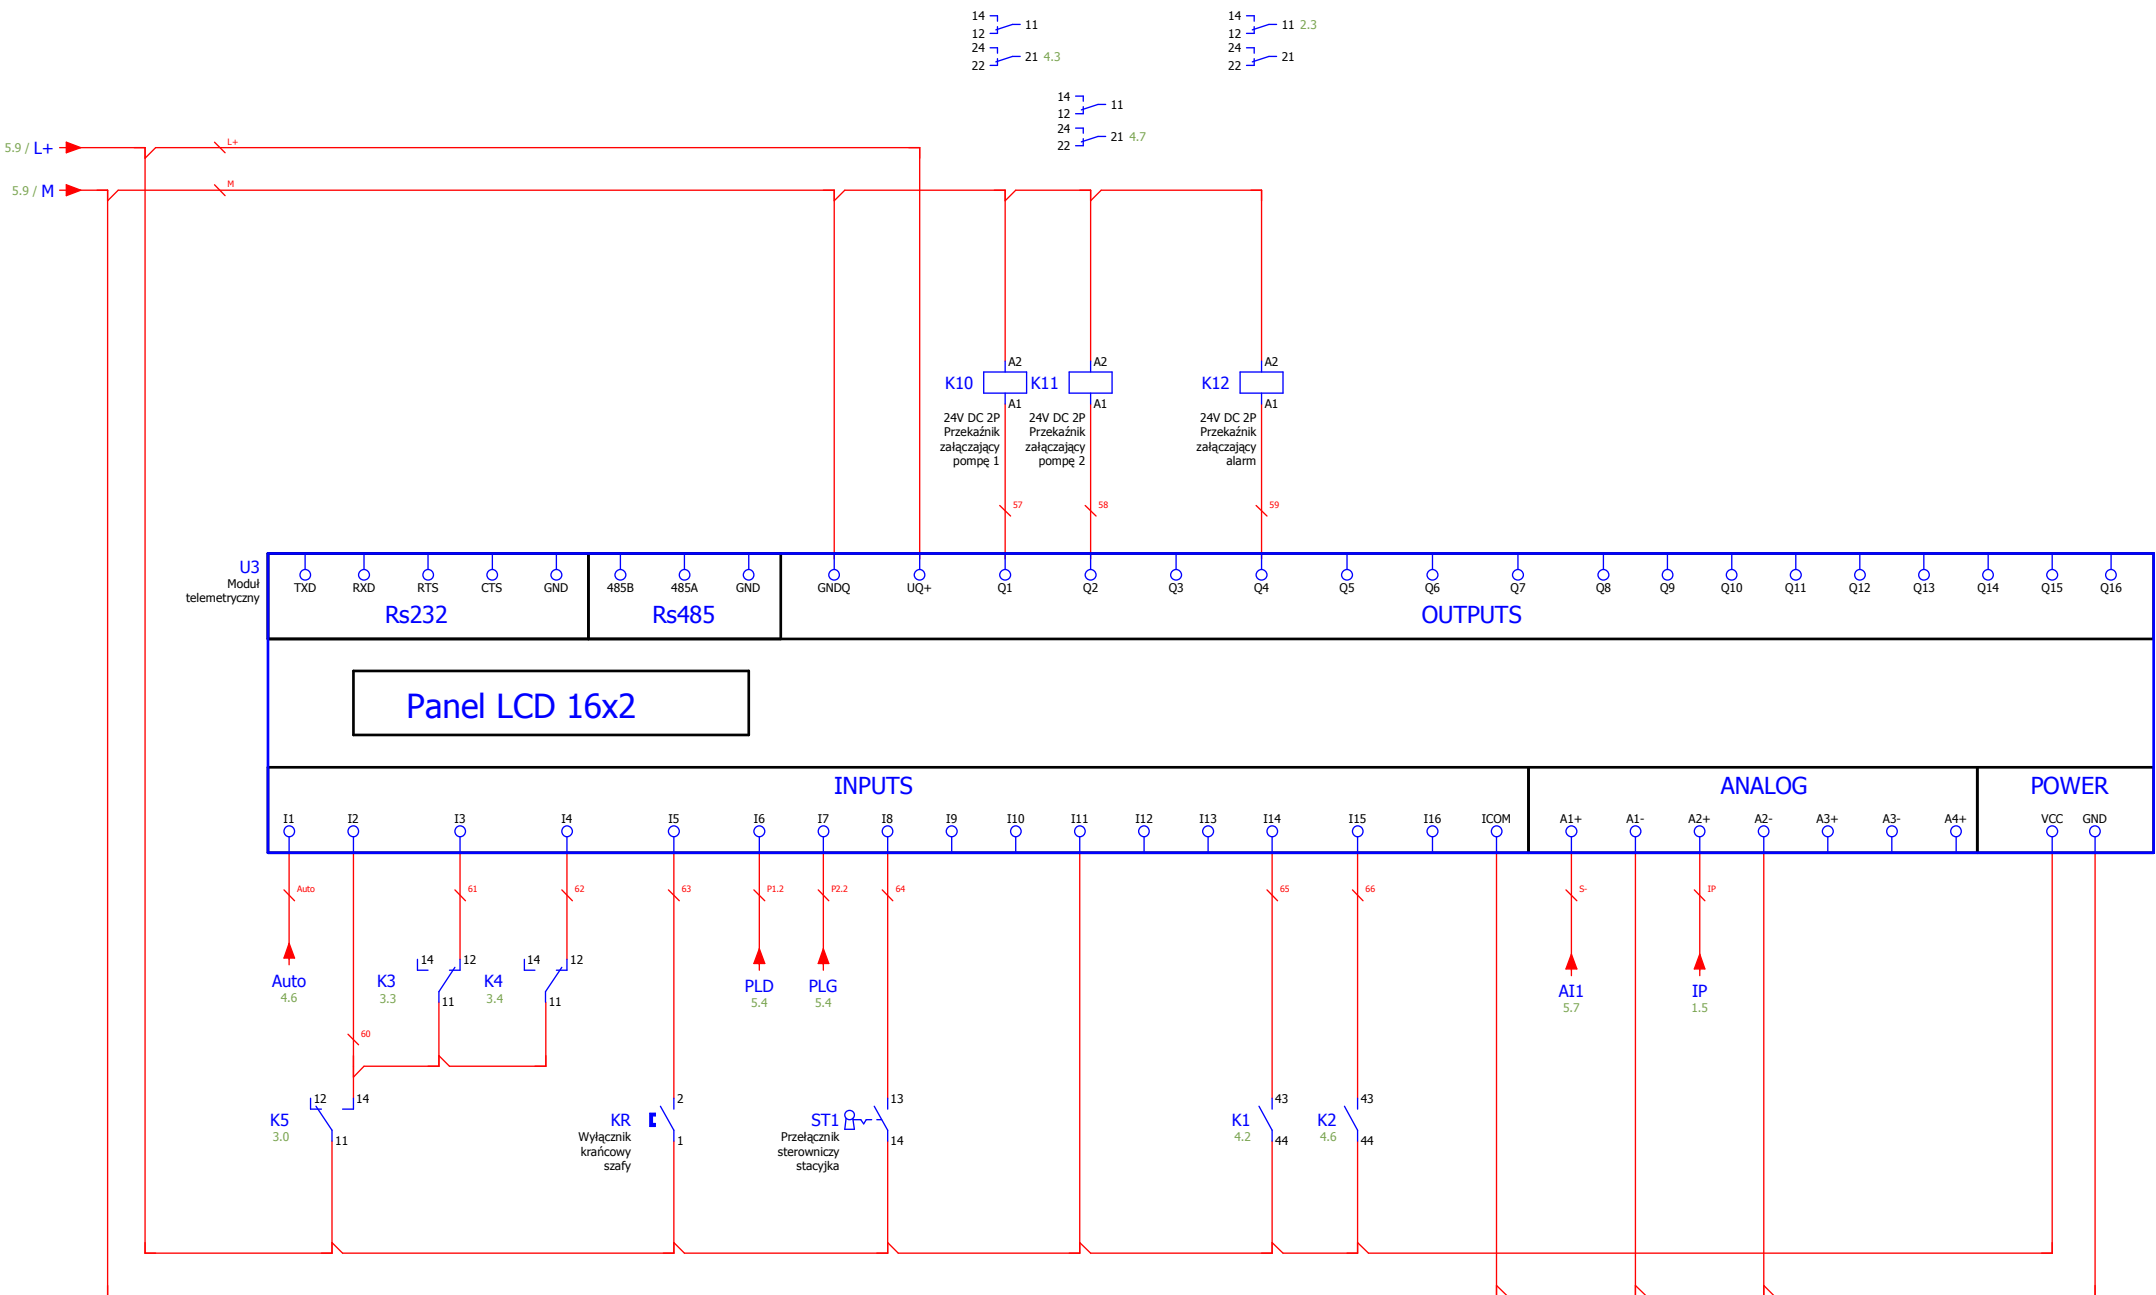 14
11
12
24
21 4.3
22
14
11 2.3
12
24
21
22
14
11
12
24
21 4.7
22
5.9 / L+
L+
5.9 / M
M
A2
K10
A1
24V DC 2P
Przekaźnik
załączający
pompę 1
A2
K11
A1
24V DC 2P
Przekaźnik
załączający
pompę 2
A2
K12
A1
24V DC 2P
Przekaźnik
załączający
alarm
57
58
59
U3
Moduł
telemetryczny
TXD RXD RTS CTS GND 485B 485A GND GNDQ UQ+ Q1 Q2 Q3 Q4 Q5 Q6 Q7 Q8 Q9 Q10 Q11 Q12 Q13 Q14 Q15 Q16
Rs232 Rs485 OUTPUTS
Panel LCD 16x2
INPUTS ANALOG POWER
I1 I2 I3 I4 I5 I6 I7 I8 I9 I10 I11 I12 I13 I14 I15 I16 ICOM A1+ A1- A2+ A2- A3+ A3- A4+ VCC GND
Auto 61 62 63 P1.2 P2.2 64 65 66 S- IP
Auto
4.6
14 12
K3
3.3
11
14 12
K4
3.4
11
PLD
5.4
PLG
5.4
AI1
5.7
IP
1.5
60
12 14
K5
3.0
11
2
KR
1
Wyłącznik
krańcowy
szafy
13
ST1
14
Przełącznik
sterowniczy
stacyjka
43
K1
4.2
44
43
K2
4.6
44